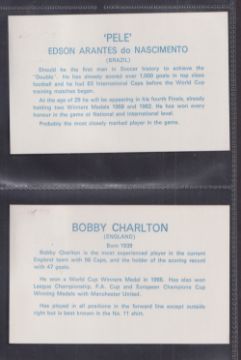 'PELE'
EDSON ARANTES do NASCIMENTO
(BRAZIL)
Should be the first man in Soccer history to achieve the
"Double". He has already scored over 1,000 goals in top class
football and he had 83 International Caps before the World Cup
training matches began.
At the age of 29 he will be appearing in his fourth Finals, already
holding two Winners Medals 1958 and 1962. He has won every
honour in the game at National and International level.
Probably the most closely marked player in the game.
BOBBY CHARLTON
(ENGLAND)
Born 1938
Bobby Charlton is the most experienced player in the current
England team with Caps, and the holder of the scoring record
with 47 goals.
He won a World Cup Winners Medal in 1966. Has also won
League Championship, F.A. Cup and European Champions Cup
Winning Medals with Manchester United.
Has played in all positions in the forward line except outside
right but is best known in the No. 11 shirt.